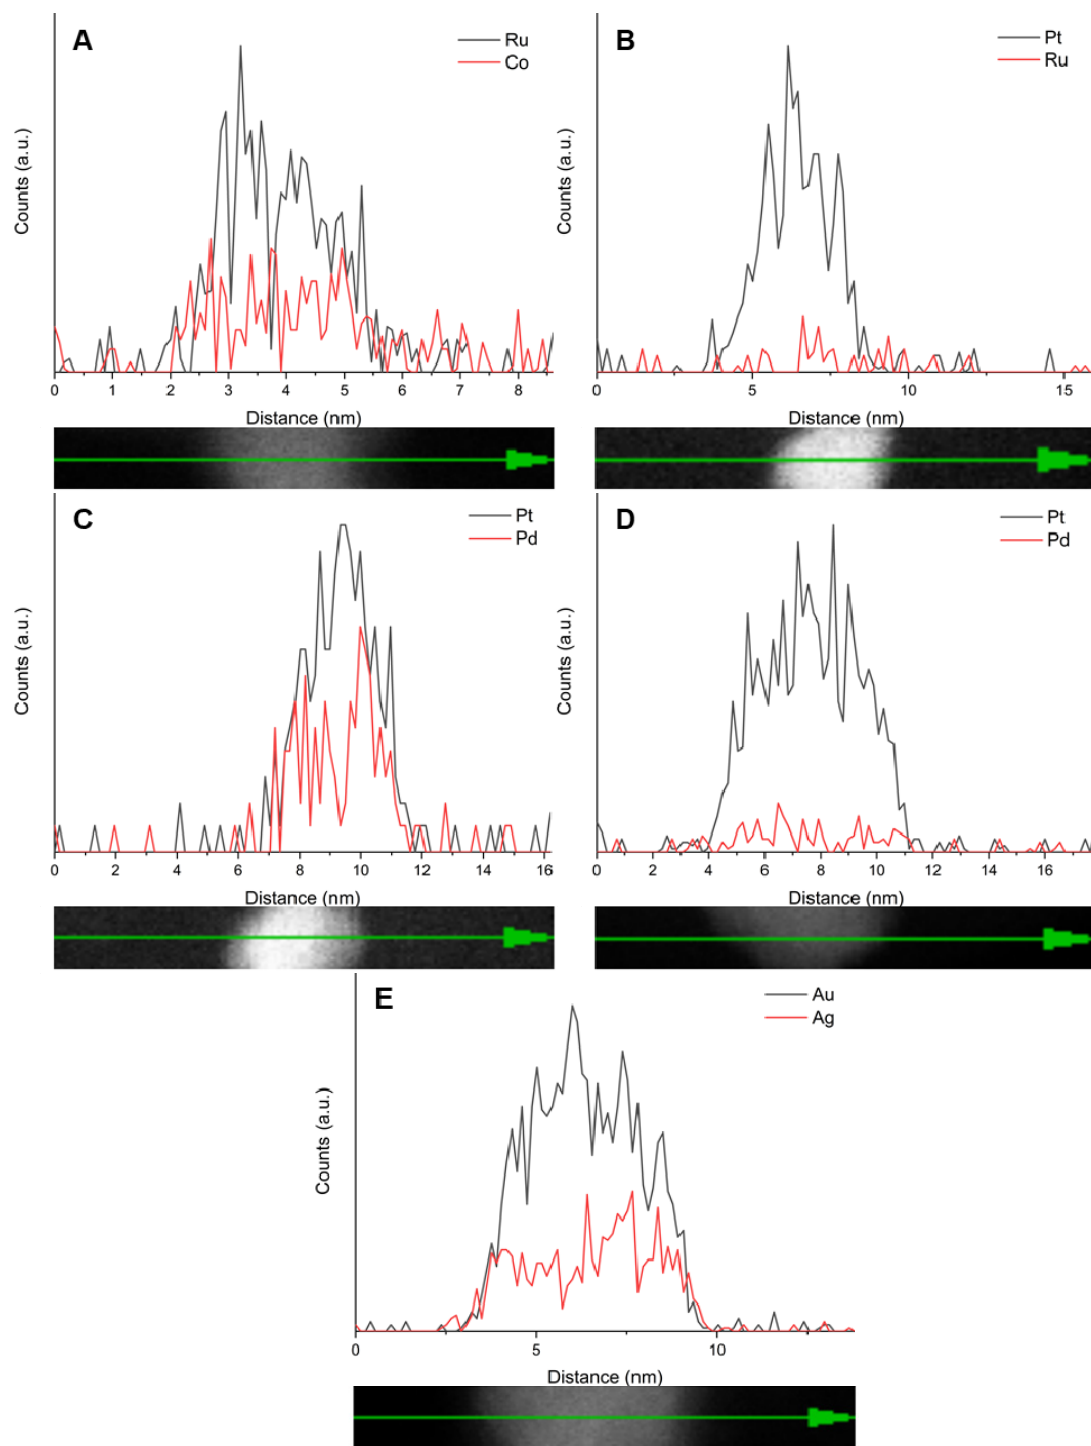 A
Ru
Co
Counts (a.u.)
0 1 2 3 4 5 6 7 8
Distance (nm)
B
Pt
Ru
Counts (a.u.)
0 5 10 15
Distance (nm)
C
Pt
Pd
Counts (a.u.)
0 2 4 6 8 10 12 14 16
Distance (nm)
D
Pt
Pd
Counts (a.u.)
0 2 4 6 8 10 12 14 16
Distance (nm)
E
Au
Ag
Counts (a.u.)
0 5 10
Distance (nm)